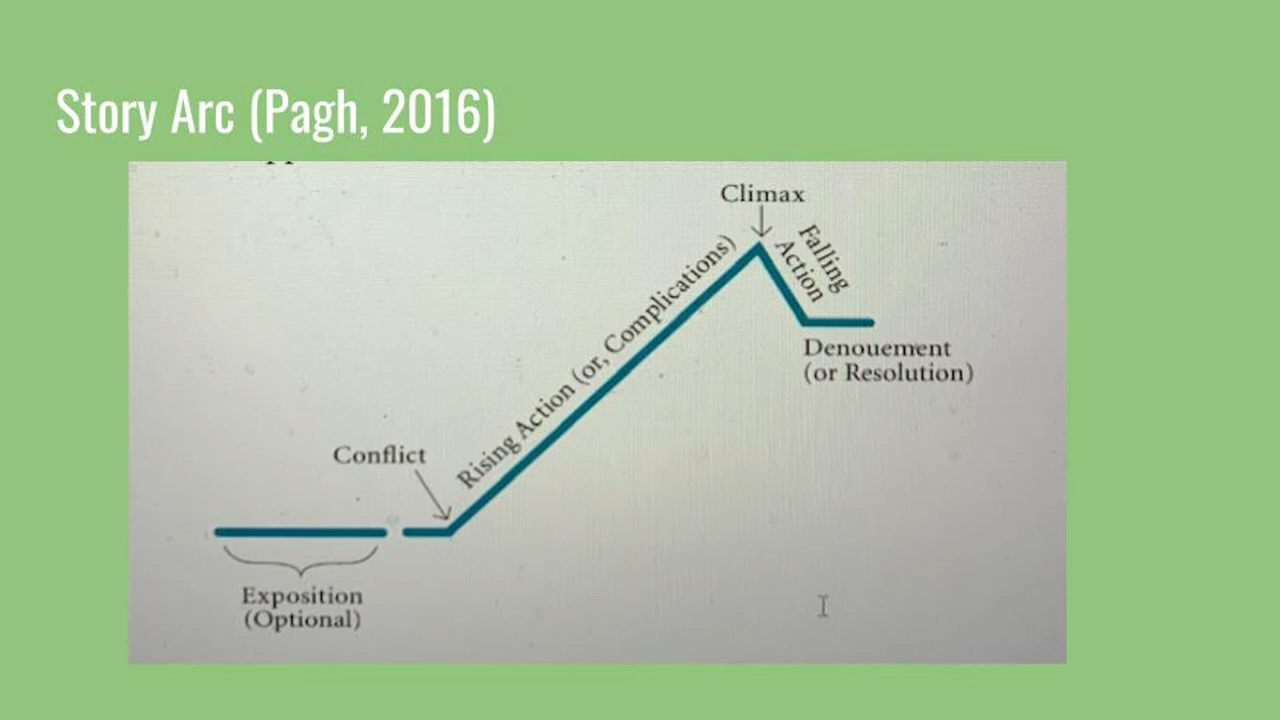 Story Arc (Pagh, 2016)
Climax
Falling
Action
Rising Action (or, Complications)
Denouement
(or Resolution)
Conflict
Exposition
(Optional)